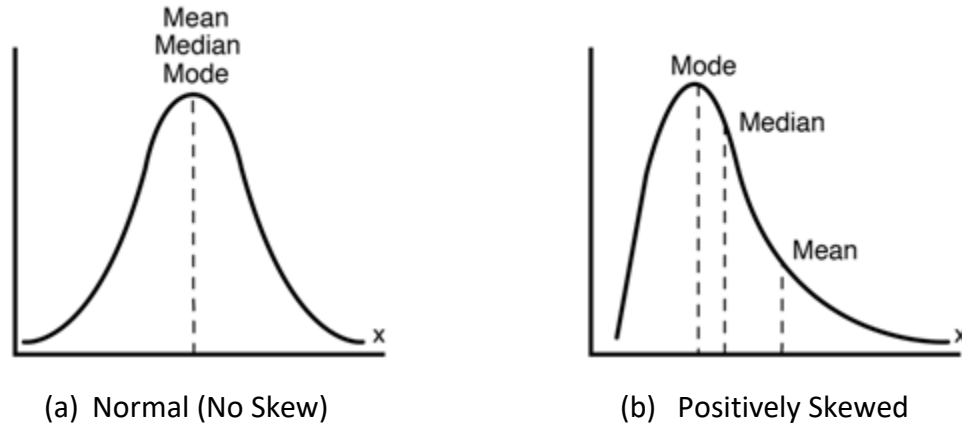 Mean
Median
Mode
x
(a) Normal (No Skew)
Mode
Median
Mean
x
(b) Positively Skewed